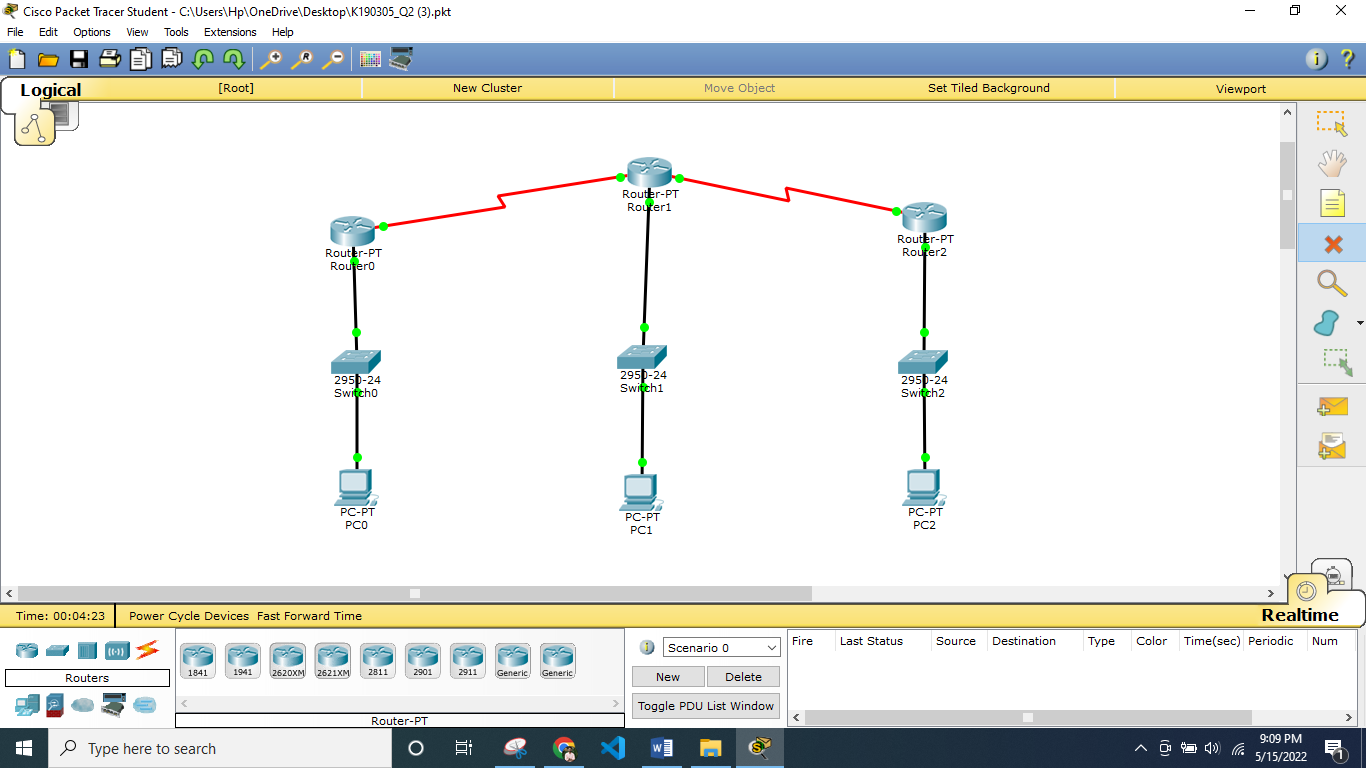 Cisco Packet Tracer Student - C:\Users\Hp\OneDrive\Desktop\K190305_Q2 (3).pkt
File Edit Options View Tools Extensions Help
Logical [Root] New Cluster Move Object Set Tiled Background Viewport
Router-PT
Router1
Router-PT
Router0
Router-PT
Router2
2950-24
Switch0
2950-24
Switch1
2950-24
Switch2
PC-PT
PC0
PC-PT
PC1
PC-PT
PC2
Time: 00:04:23 Power Cycle Devices Fast Forward Time Realtime
Routers
1841 1941 2620XM 2621XM 2811 2901 2911 Generic Generic
Router-PT
Scenario 0
New Delete
Toggle PDU List Window
Fire Last Status Source Destination Type Color Time(sec) Periodic Num
Type here to search
9:09 PM
5/15/2022
1